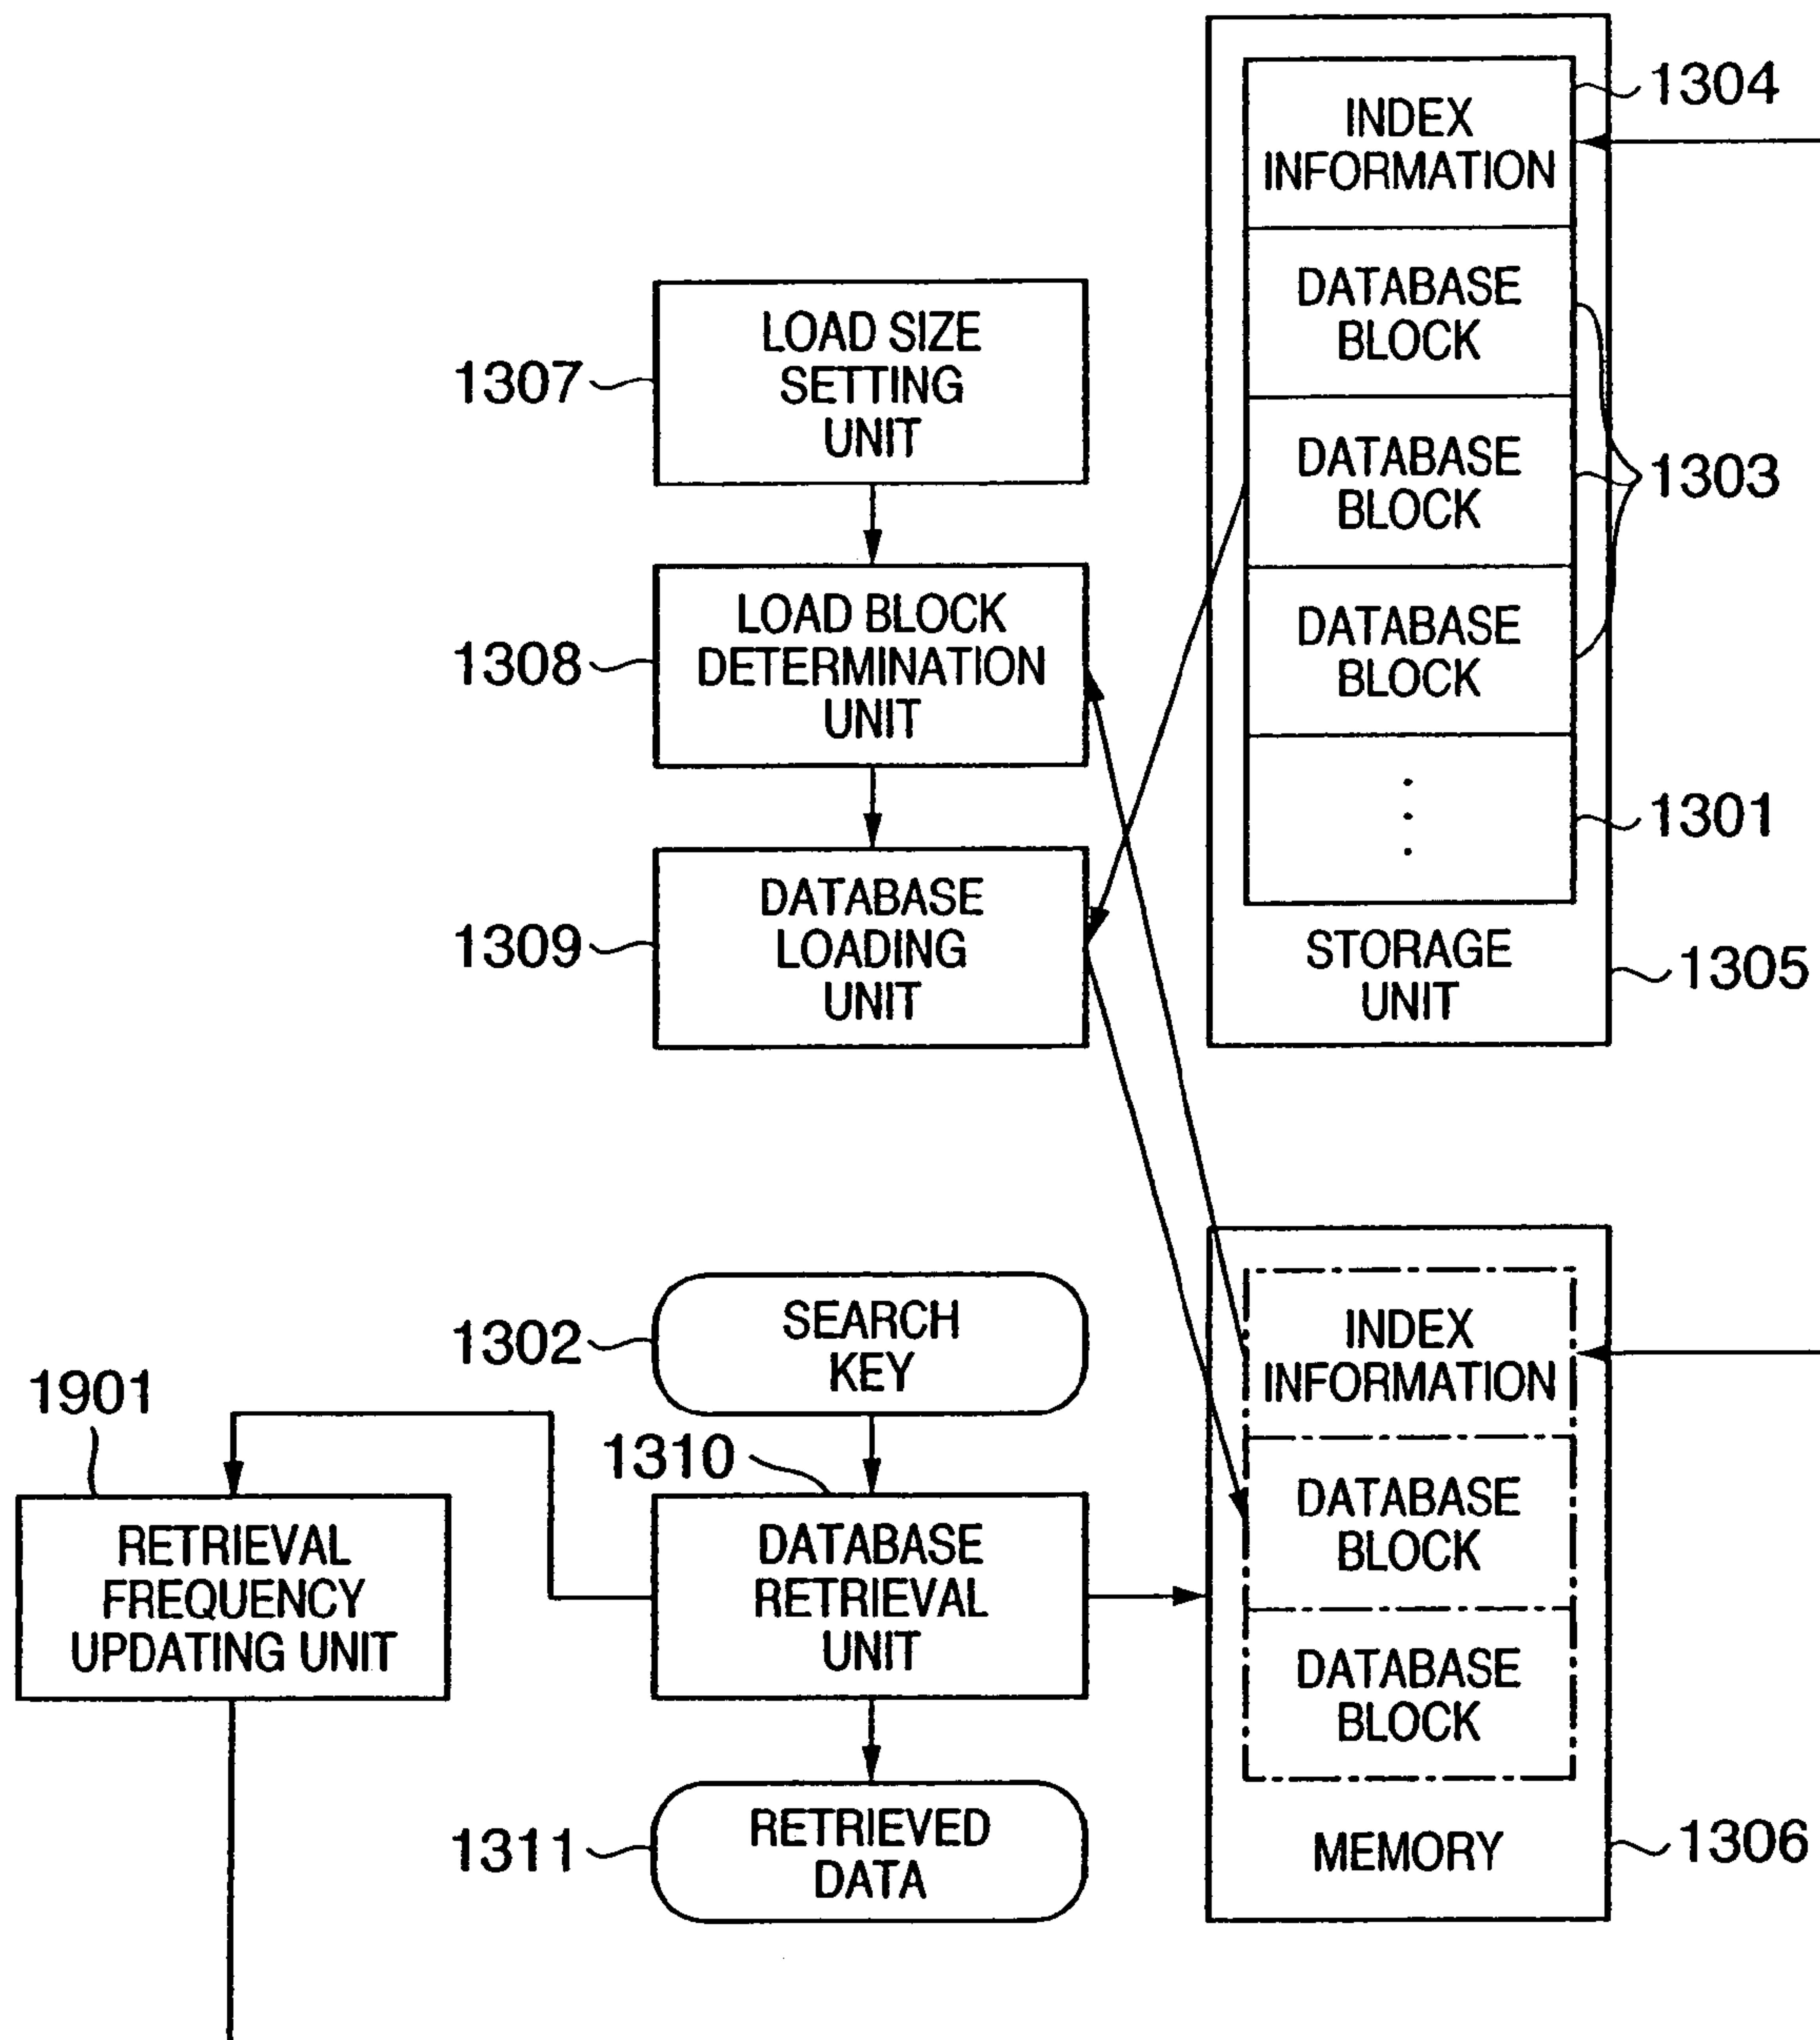 1304
INDEX
INFORMATION
DATABASE
BLOCK
LOAD SIZE
SETTING
UNIT
1307
DATABASE
BLOCK
1303
LOAD BLOCK
DETERMINATION
UNIT
1308
DATABASE
BLOCK
1301
DATABASE
LOADING
UNIT
1309
STORAGE
UNIT
1305
SEARCH
KEY
1302
INDEX
INFORMATION
1901
1310
RETRIEVAL
FREQUENCY
UPDATING UNIT
DATABASE
RETRIEVAL
UNIT
DATABASE
BLOCK
DATABASE
BLOCK
1311
RETRIEVED
DATA
MEMORY
1306